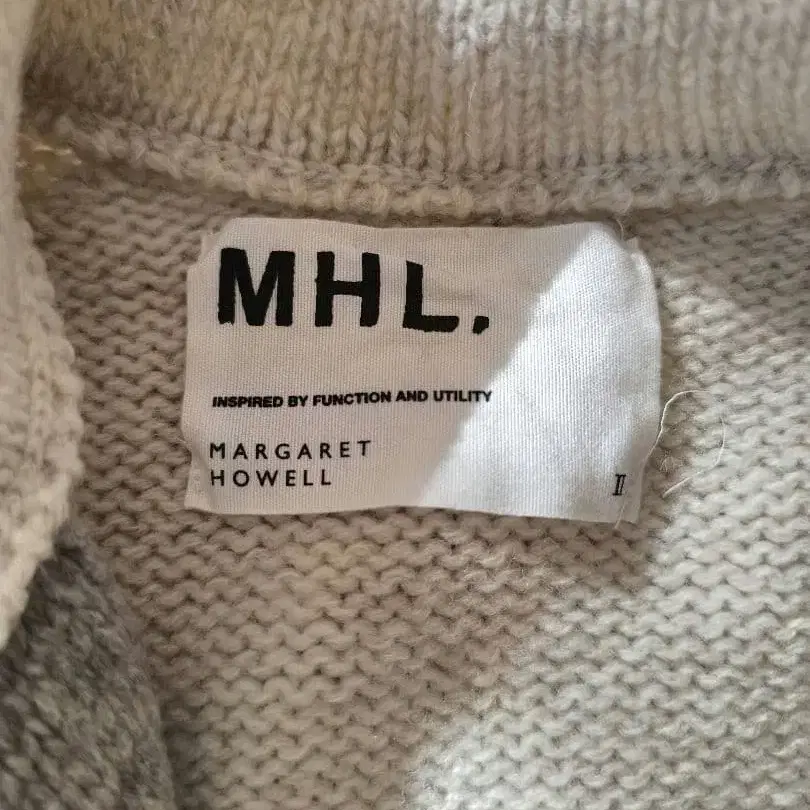 MHL.
INSPIRED BY FUNCTION AND UTILITY
MARGARET
HOWELL
II